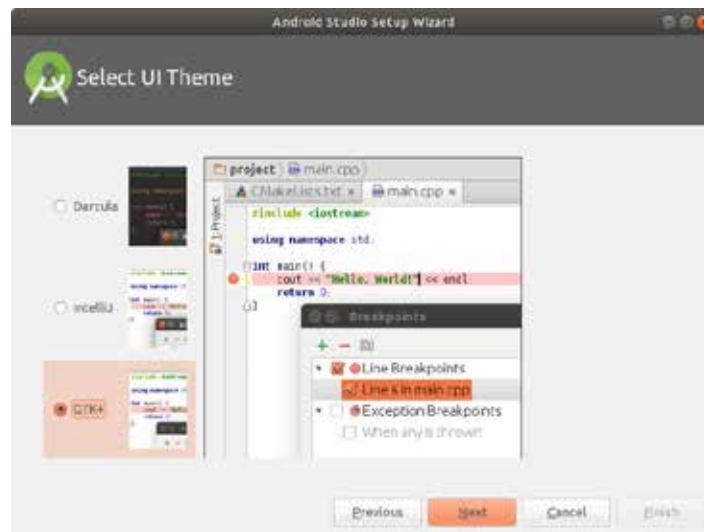 Android Studio Setup Wizard
Select UI Theme
Darcula
IntelliJ
GTK+
project
main.cpp
CMakeLists.txt
main.cpp
1: Project
#include <iostream>
using namespace std;
int main() {
cout << "Hello, World!" << endl
return 0;
}
Breakpoints
Line Breakpoints
Line 6 in main.cpp
Exception Breakpoints
When any is thrown
Previous
Next
Cancel
Finish